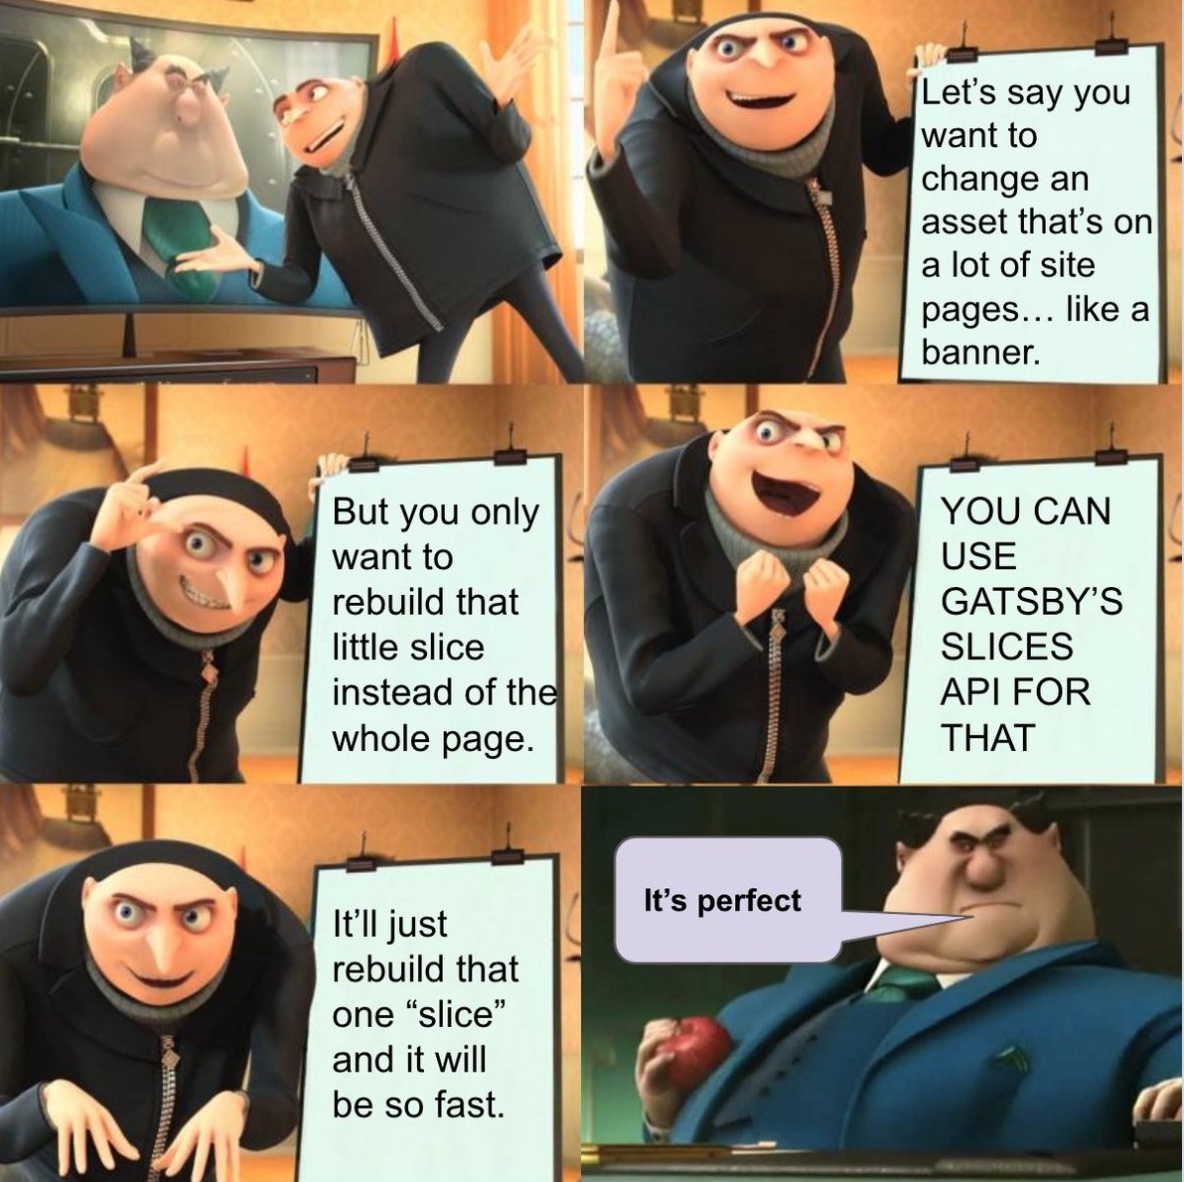 Let’s say you
want to
change an
asset that’s on
a lot of site
pages… like a
banner.
But you only
want to
rebuild that
little slice
instead of the
whole page.
YOU CAN
USE
GATSBY’S
SLICES
API FOR
THAT
It’ll just
rebuild that
one “slice”
and it will
be so fast.
It’s perfect